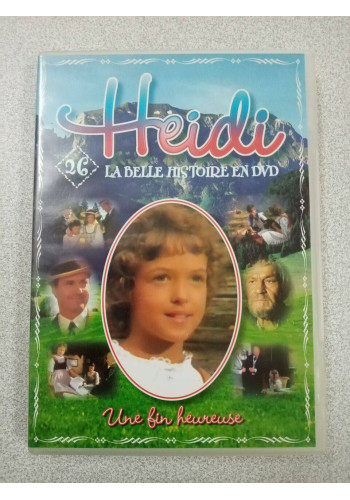 Heidi
26
LA BELLE HISTOIRE EN DVD
Une fin heureuse